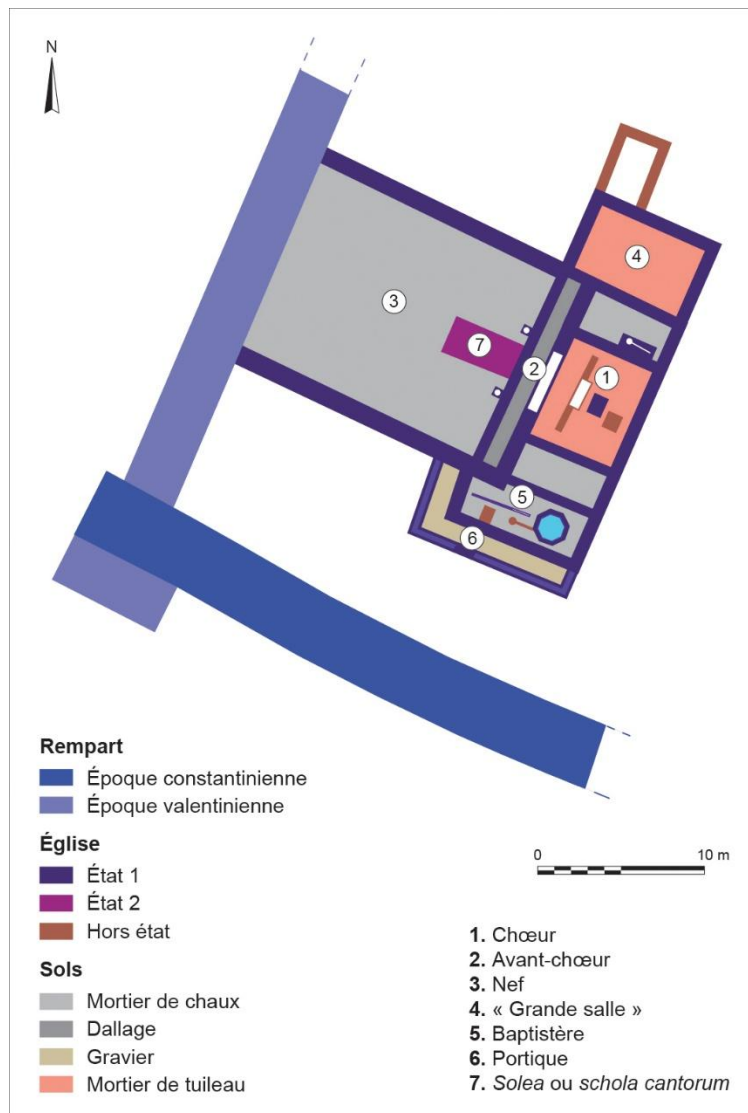 N
4
3
7
2
1
5
6
Rempart
Époque constantinienne
Époque valentinienne
Église
État 1
État 2
Hors état
Sols
Mortier de chaux
Dallage
Gravier
Mortier de tuileau
0 10 m
1. Chœur
2. Avant-chœur
3. Nef
4. « Grande salle »
5. Baptistère
6. Portique
7. Solea ou schola cantorum